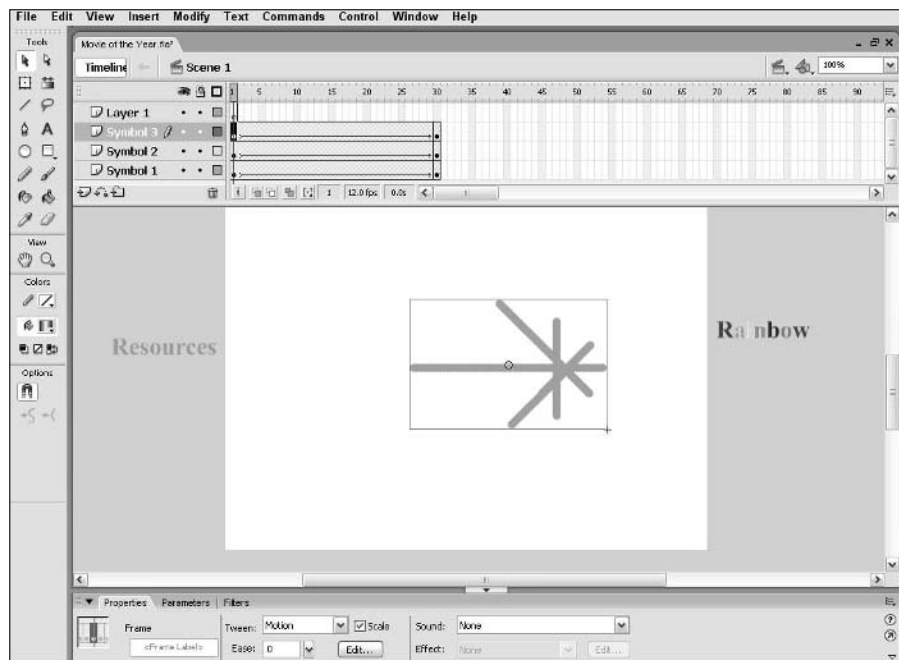 File Edit View Insert Modify Text Commands Control Window Help
Tools
Movie of the Year.fla*
Timeline
Scene 1
100%
1 5 10 15 20 25 30 35 40 45 50 55 60 65 70 75 80 85 90
Layer 1
Symbol 3
Symbol 2
Symbol 1
1 12.0 fps 0.0s
View
Colors
Options
Resources
Rainbow
Properties Parameters Filters
Frame
<Frame Label>
Tween: Motion Scale
Ease: 0 Edit...
Sound: None
Effect: None Edit...